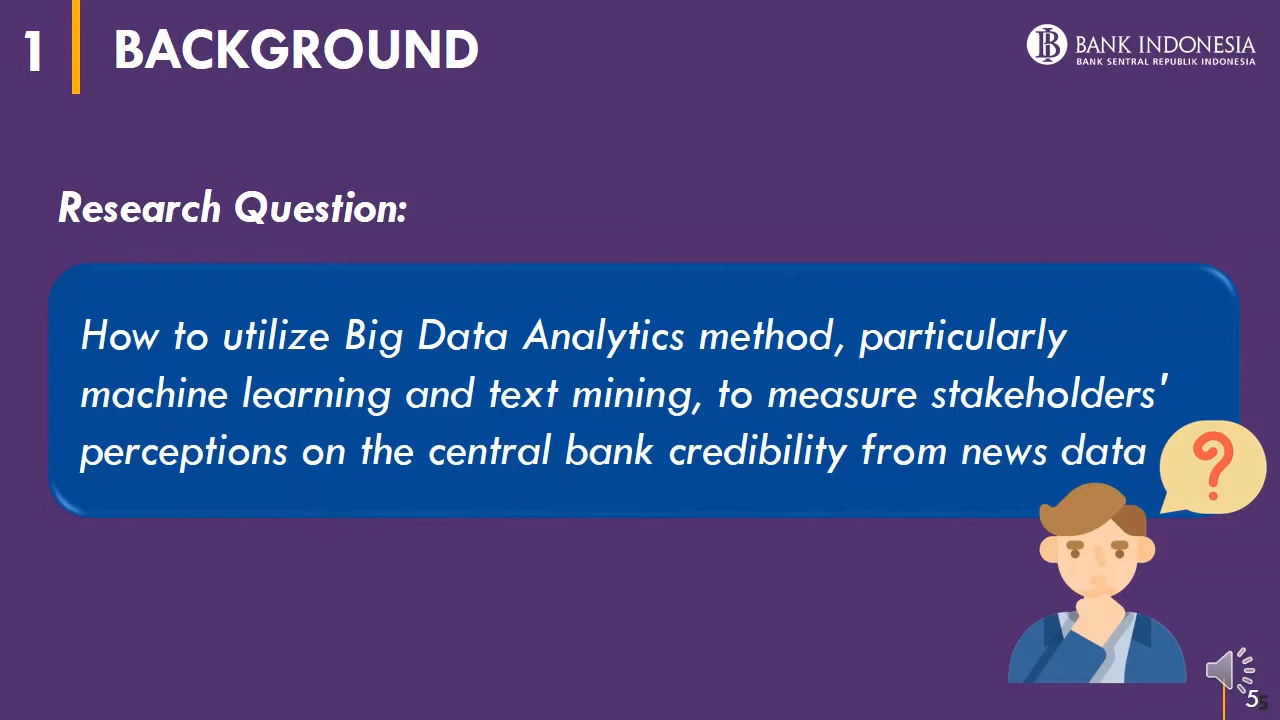 1
BACKGROUND
BANK INDONESIA
BANK SENTRAL REPUBLIK INDONESIA
Research Question:
How to utilize Big Data Analytics method, particularly
machine learning and text mining, to measure stakeholders'
perceptions on the central bank credibility from news data
?
5
5